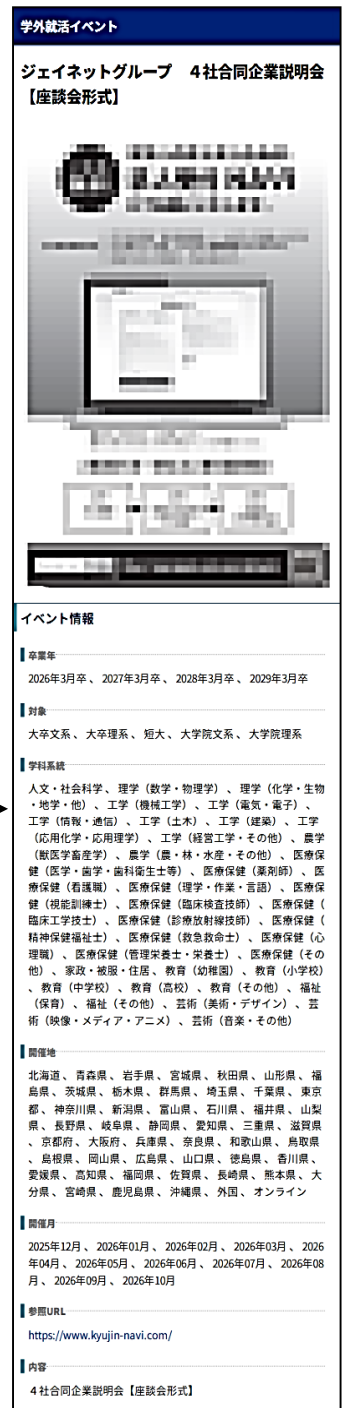 学外就活イベント
ジェイネットグループ　４社合同企業説明会
【座談会形式】
イベント情報
卒業年
2026年3月卒 、 2027年3月卒 、 2028年3月卒 、 2029年3月卒
対象
大卒文系 、 大卒理系 、 短大 、 大学院文系 、 大学院理系
学科系統
人文・社会科学 、 理学（数学・物理学） 、 理学（化学・生物
・地学・他） 、 工学（機械工学） 、 工学（電気・電子） 、
工学（情報・通信） 、 工学（土木） 、 工学（建築） 、 工学
（応用化学・応用理学） 、 工学（経営工学・その他） 、 農学
（獣医学畜産学） 、 農学（農・林・水産・その他） 、 医療保
健（医学・歯学・歯科衛生士等） 、 医療保健（薬剤師） 、 医
療保健（看護職） 、 医療保健（理学・作業・言語） 、 医療保
健（視能訓練士） 、 医療保健（臨床検査技師） 、 医療保健（
臨床工学技士） 、 医療保健（診療放射線技師） 、 医療保健（
精神保健福祉士） 、 医療保健（救急救命士） 、 医療保健（心
理職） 、 医療保健（管理栄養士・栄養士） 、 医療保健（その
他） 、 家政・被服・住居 、 教育（幼稚園） 、 教育（小学校）
、 教育（中学校） 、 教育（高校） 、 教育（その他） 、 福祉
（保育） 、 福祉（その他） 、 芸術（美術・デザイン） 、 芸
術（映像・メディア・アニメ） 、 芸術（音楽・その他）
開催地
北海道 、 青森県 、 岩手県 、 宮城県 、 秋田県 、 山形県 、 福
島県 、 茨城県 、 栃木県 、 群馬県 、 埼玉県 、 千葉県 、 東京
都 、 神奈川県 、 新潟県 、 富山県 、 石川県 、 福井県 、 山梨
県 、 長野県 、 岐阜県 、 静岡県 、 愛知県 、 三重県 、 滋賀県
、 京都府 、 大阪府 、 兵庫県 、 奈良県 、 和歌山県 、 鳥取県
、 島根県 、 岡山県 、 広島県 、 山口県 、 徳島県 、 香川県 、
愛媛県 、 高知県 、 福岡県 、 佐賀県 、 長崎県 、 熊本県 、 大
分県 、 宮崎県 、 鹿児島県 、 沖縄県 、 外国 、 オンライン
開催月
2025年12月 、 2026年01月 、 2026年02月 、 2026年03月 、 2026
年04月 、 2026年05月 、 2026年06月 、 2026年07月 、 2026年08
月 、 2026年09月 、 2026年10月
参照URL
https://www.kyujin-navi.com/
内容
４社合同企業説明会【座談会形式】